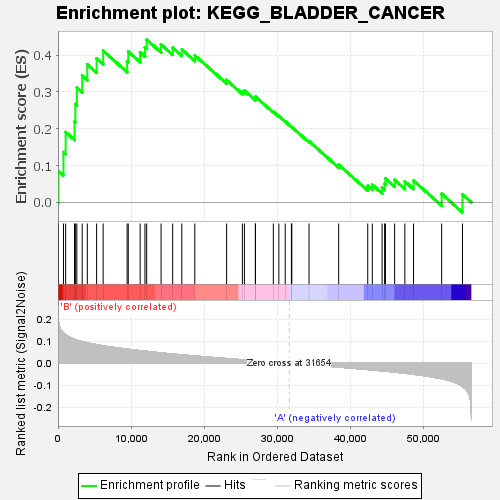 Enrichment plot: KEGG_BLADDER_CANCER
Enrichment score (ES)
0.4
0.3
0.2
0.1
0.0
'B' (positively correlated)
Ranked list metric (Signal2Noise)
0.2
0.1
0.0
-0.1
-0.2
Zero cross at 31654
'A' (negatively correlated)
0 10,000 20,000 30,000 40,000 50,000
Rank in Ordered Dataset
Enrichment profile Hits Ranking metric scores